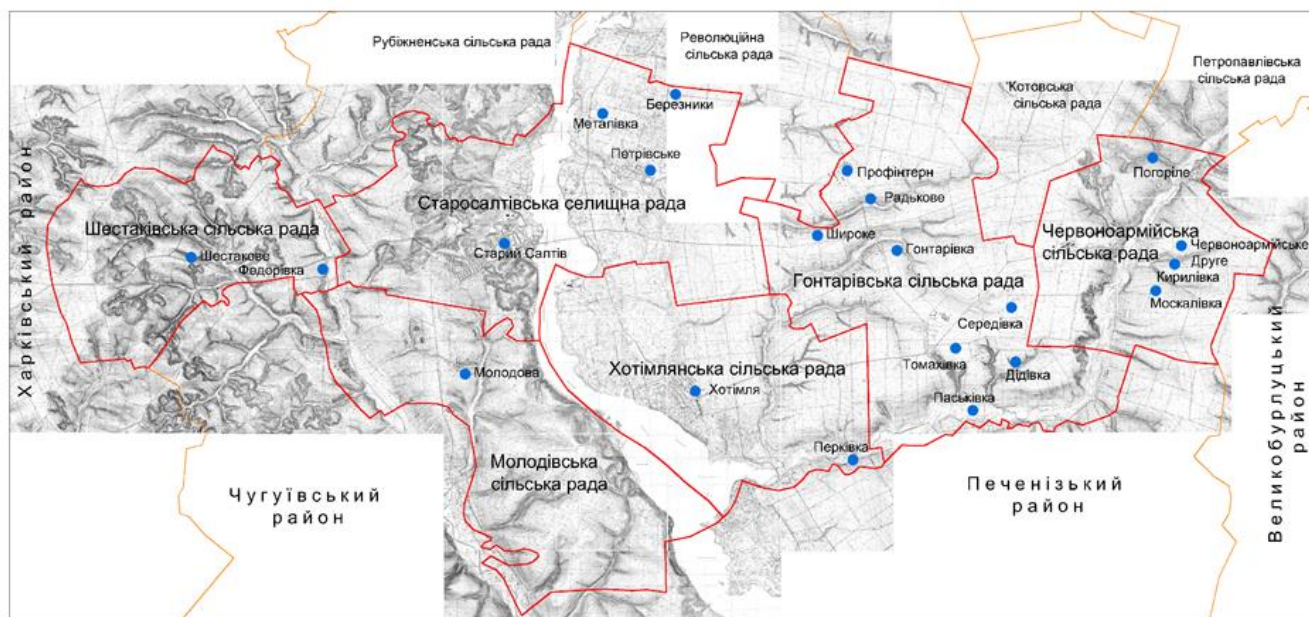 Рубіжненська сільська рада
Революційна
сільська рада
Петропавлівська
сільська рада
Котовська
сільська рада
Березники
Металівка
Петрівське
Профінтерн
Погоріле
Радькове
Старосалтівська селищна рада
Шестаківська сільська рада
Широке
Червоноармійська
сільська рада
Червоноармійське
Друге
Старий Салтів
Гонтарівка
Шестакове
Федорівка
Кирилівка
Гонтарівська сільська рада
Москалівка
Середівка
Харківський район
Томахівка
Дідівка
Хотімлянська сільська рада
Молодова
Хотімля
Паськівка
Великобурлуцький
район
Перківка
Молодівська
сільська рада
Чугуївський
район
Печенізький
район